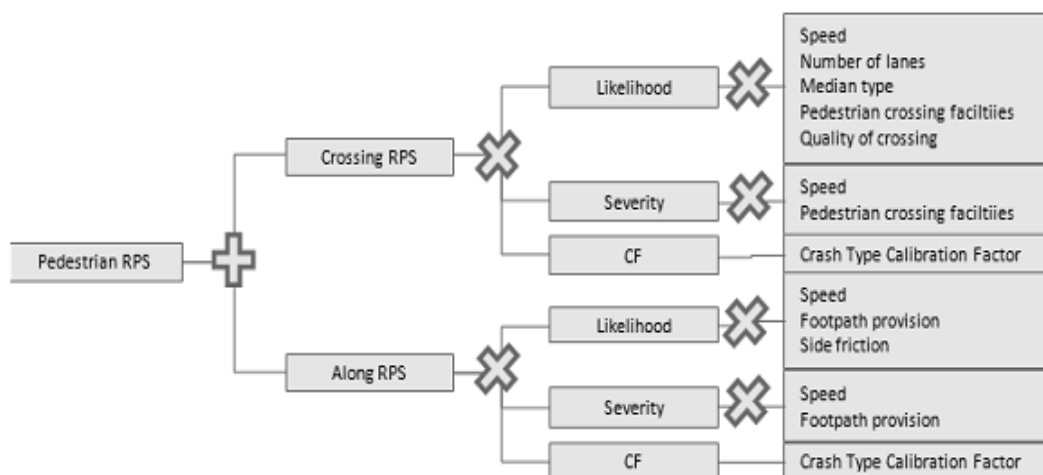 Pedestrian RPS
Crossing RPS
Likelihood
Speed
Number of lanes
Median type
Pedestrian crossing faciltiies
Quality of crossing
Severity
Speed
Pedestrian crossing faciltiies
CF
Crash Type Calibration Factor
Along RPS
Likelihood
Speed
Footpath provision
Side friction
Severity
Speed
Footpath provision
CF
Crash Type Calibration Factor